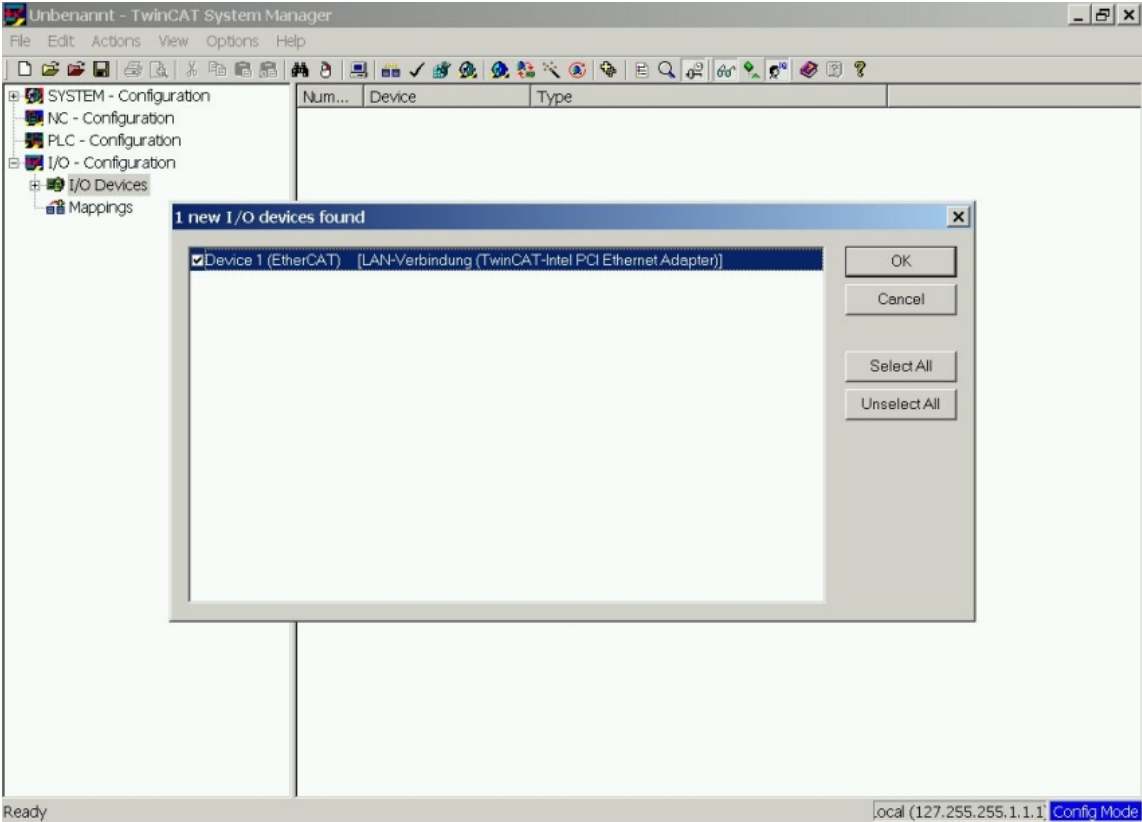 Unbenannt - TwinCAT System Manager
File Edit Actions View Options Help
SYSTEM - Configuration
NC - Configuration
PLC - Configuration
I/O - Configuration
I/O Devices
Mappings
Num... Device Type
1 new I/O devices found
Device 1 (EtherCAT) [LAN-Verbindung (TwinCAT-Intel PCI Ethernet Adapter)]
OK
Cancel
Select All
Unselect All
Ready
ocal (127.255.255.1.1.1) Config Mode